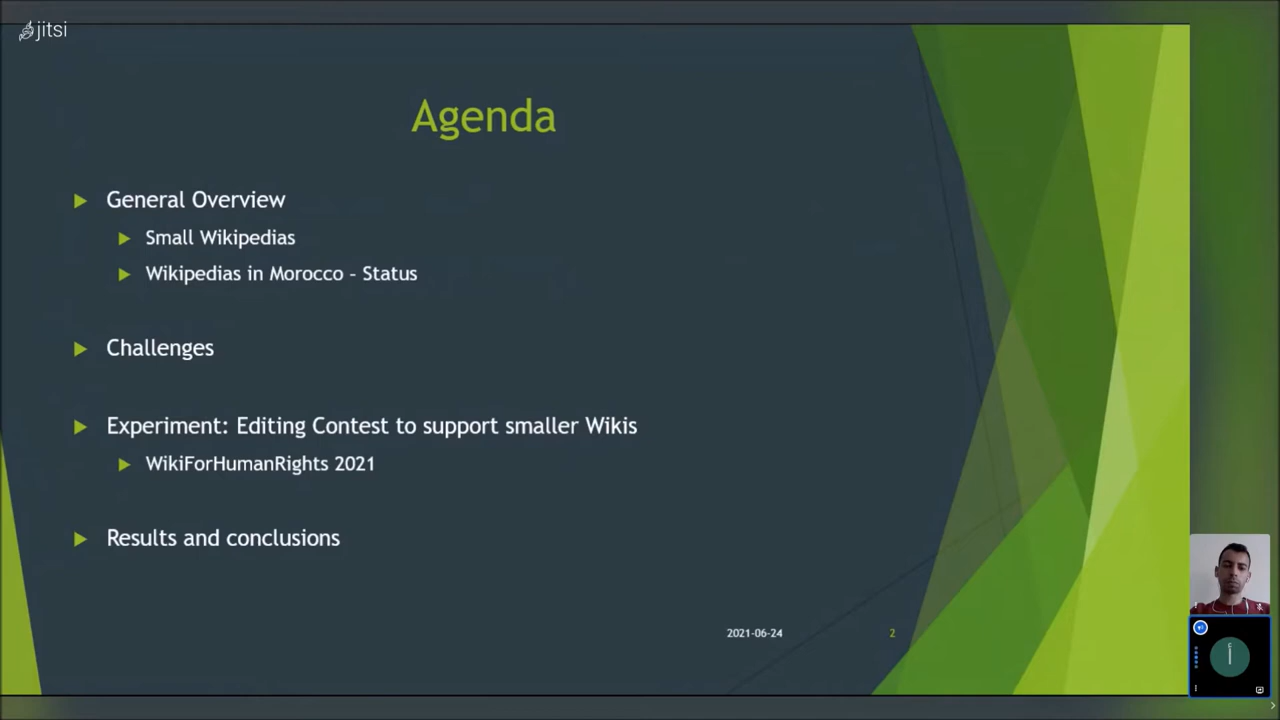 jitsi
Agenda
General Overview
Small Wikipedias
Wikipedias in Morocco - Status
Challenges
Experiment: Editing Contest to support smaller Wikis
WikiForHumanRights 2021
Results and conclusions
2021-06-24
2